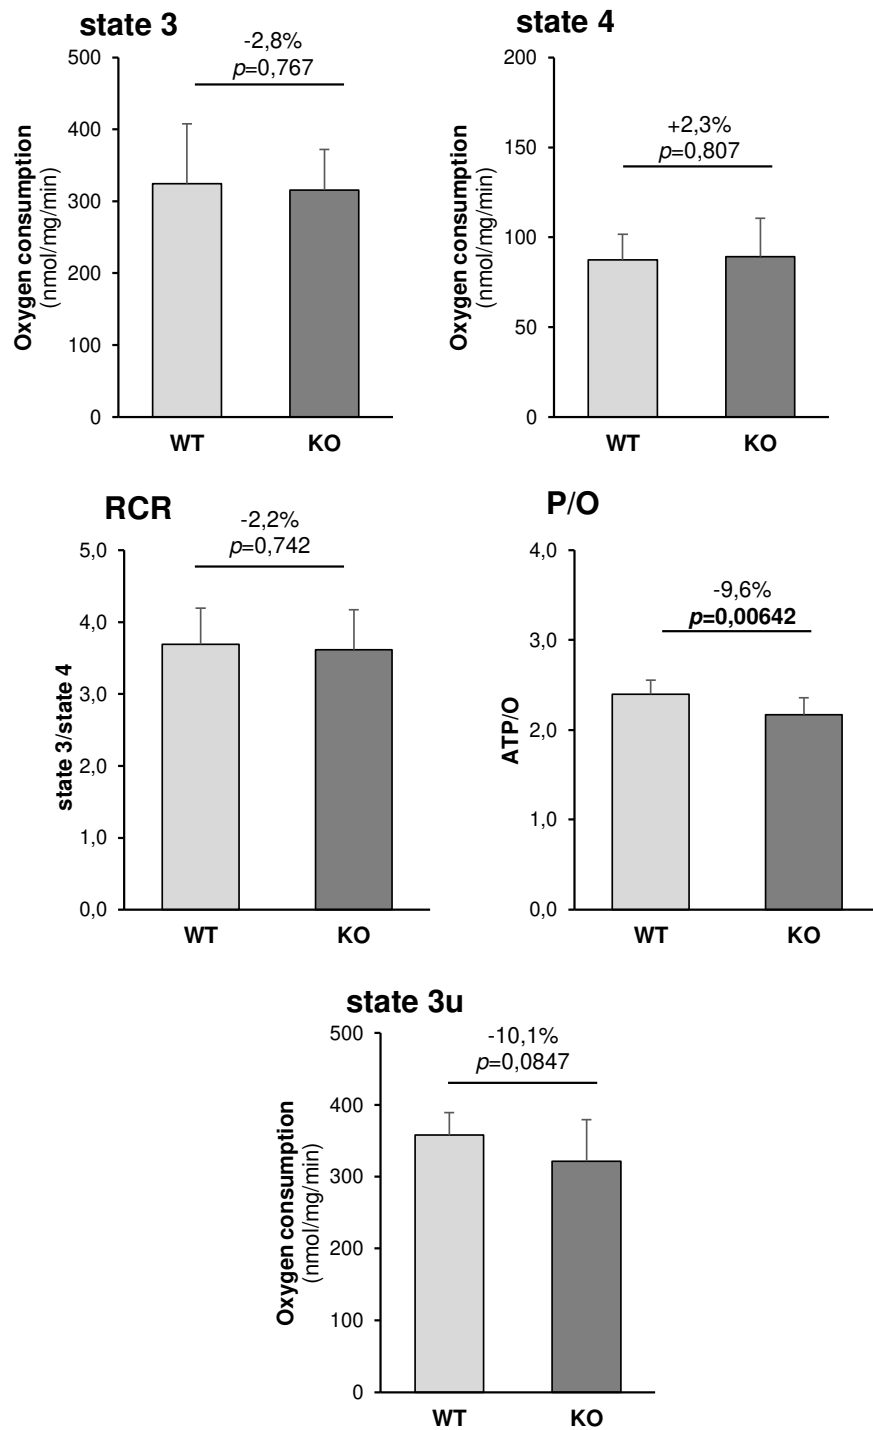 state 3
-2,8%
p=0,767
Oxygen consumption
(nmol/mg/min)
500
400
300
200
100
0
WT KO
state 4
+2,3%
p=0,807
Oxygen consumption
(nmol/mg/min)
200
150
100
50
0
WT KO
RCR
-2,2%
p=0,742
state 3/state 4
5,0
4,0
3,0
2,0
1,0
0,0
WT KO
P/O
-9,6%
p=0,00642
ATP/O
4,0
3,0
2,0
1,0
0,0
WT KO
state 3u
-10,1%
p=0,0847
Oxygen consumption
(nmol/mg/min)
500
400
300
200
100
0
WT KO